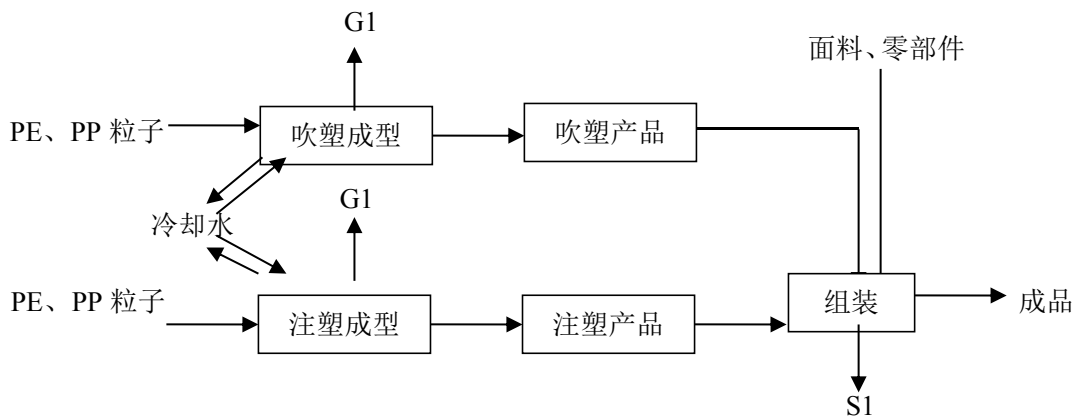 G1
面料、零部件
PE、PP 粒子
吹塑成型
吹塑产品
G1
冷却水
PE、PP 粒子
注塑成型
注塑产品
组装
成品
S1